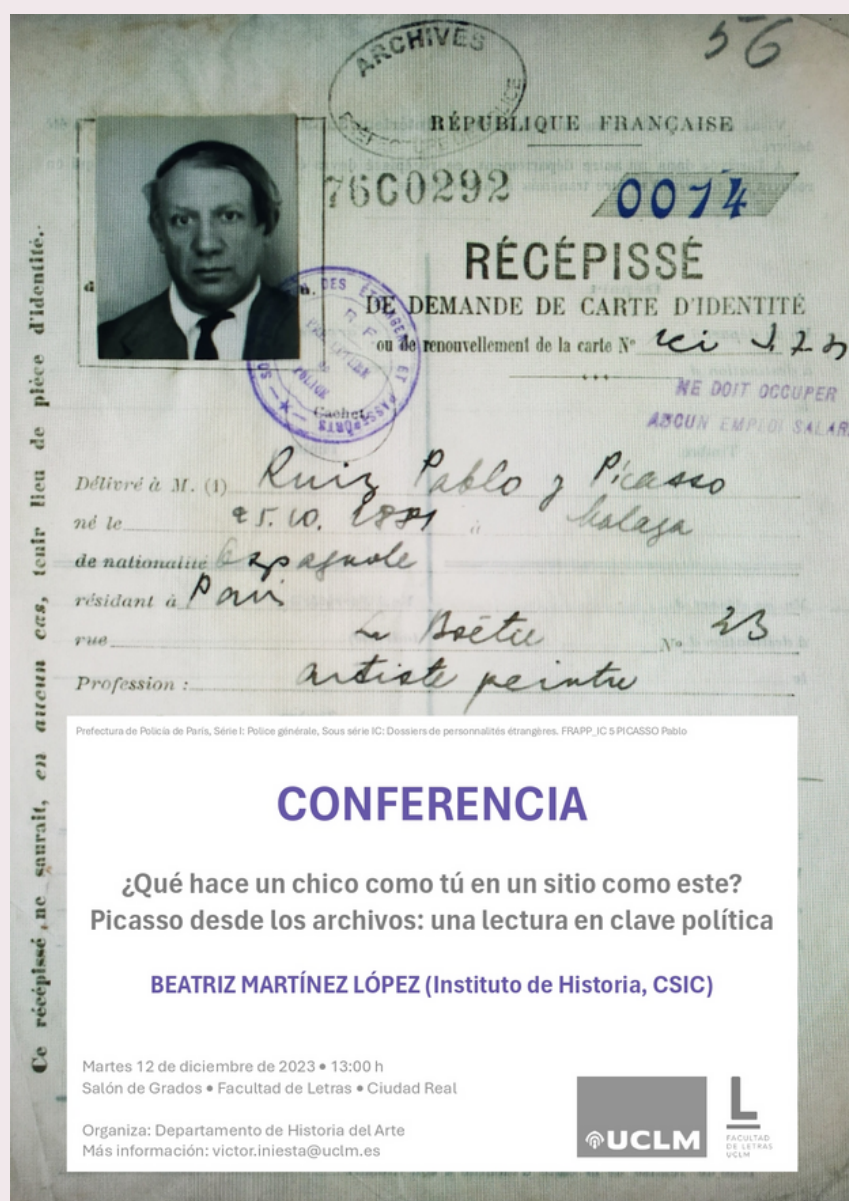 56
ARCHIVES
RÉPUBLIQUE FRANÇAISE
76C0292
0074
RÉCÉPISSÉ
DE DEMANDE DE CARTE D'IDENTITÉ
ou de renouvellement de la carte Nº
NE DOIT OCCUPER
AUCUN EMPLOI SALARI
Cachet
Délivré à M. (1) Ruiz Pablo y Picasso
né le 25. 10. 1881 à Malaga
de nationalité Espagnole
résidant à Paris
rue La Boétie Nº 23
Profession : artiste peintre
Ce récépissé ne saurait, en aucun cas, tenir lieu de pièce d'identité.
Prefectura de Policia de París, Série I: Police générale, Sous série IC: Dossiers de personnalités étrangères. FRAPP_IC 5 PICASSO Pablo
CONFERENCIA
¿Qué hace un chico como tú en un sitio como este?
Picasso desde los archivos: una lectura en clave política
BEATRIZ MARTÍNEZ LÓPEZ (Instituto de Historia, CSIC)
Martes 12 de diciembre de 2023 • 13:00 h
Salón de Grados • Facultad de Letras • Ciudad Real
Organiza: Departamento de Historia del Arte
Más información: victor.iniesta@uclm.es
UCLM
L
FACULTAD
DE LETRAS
UCLM